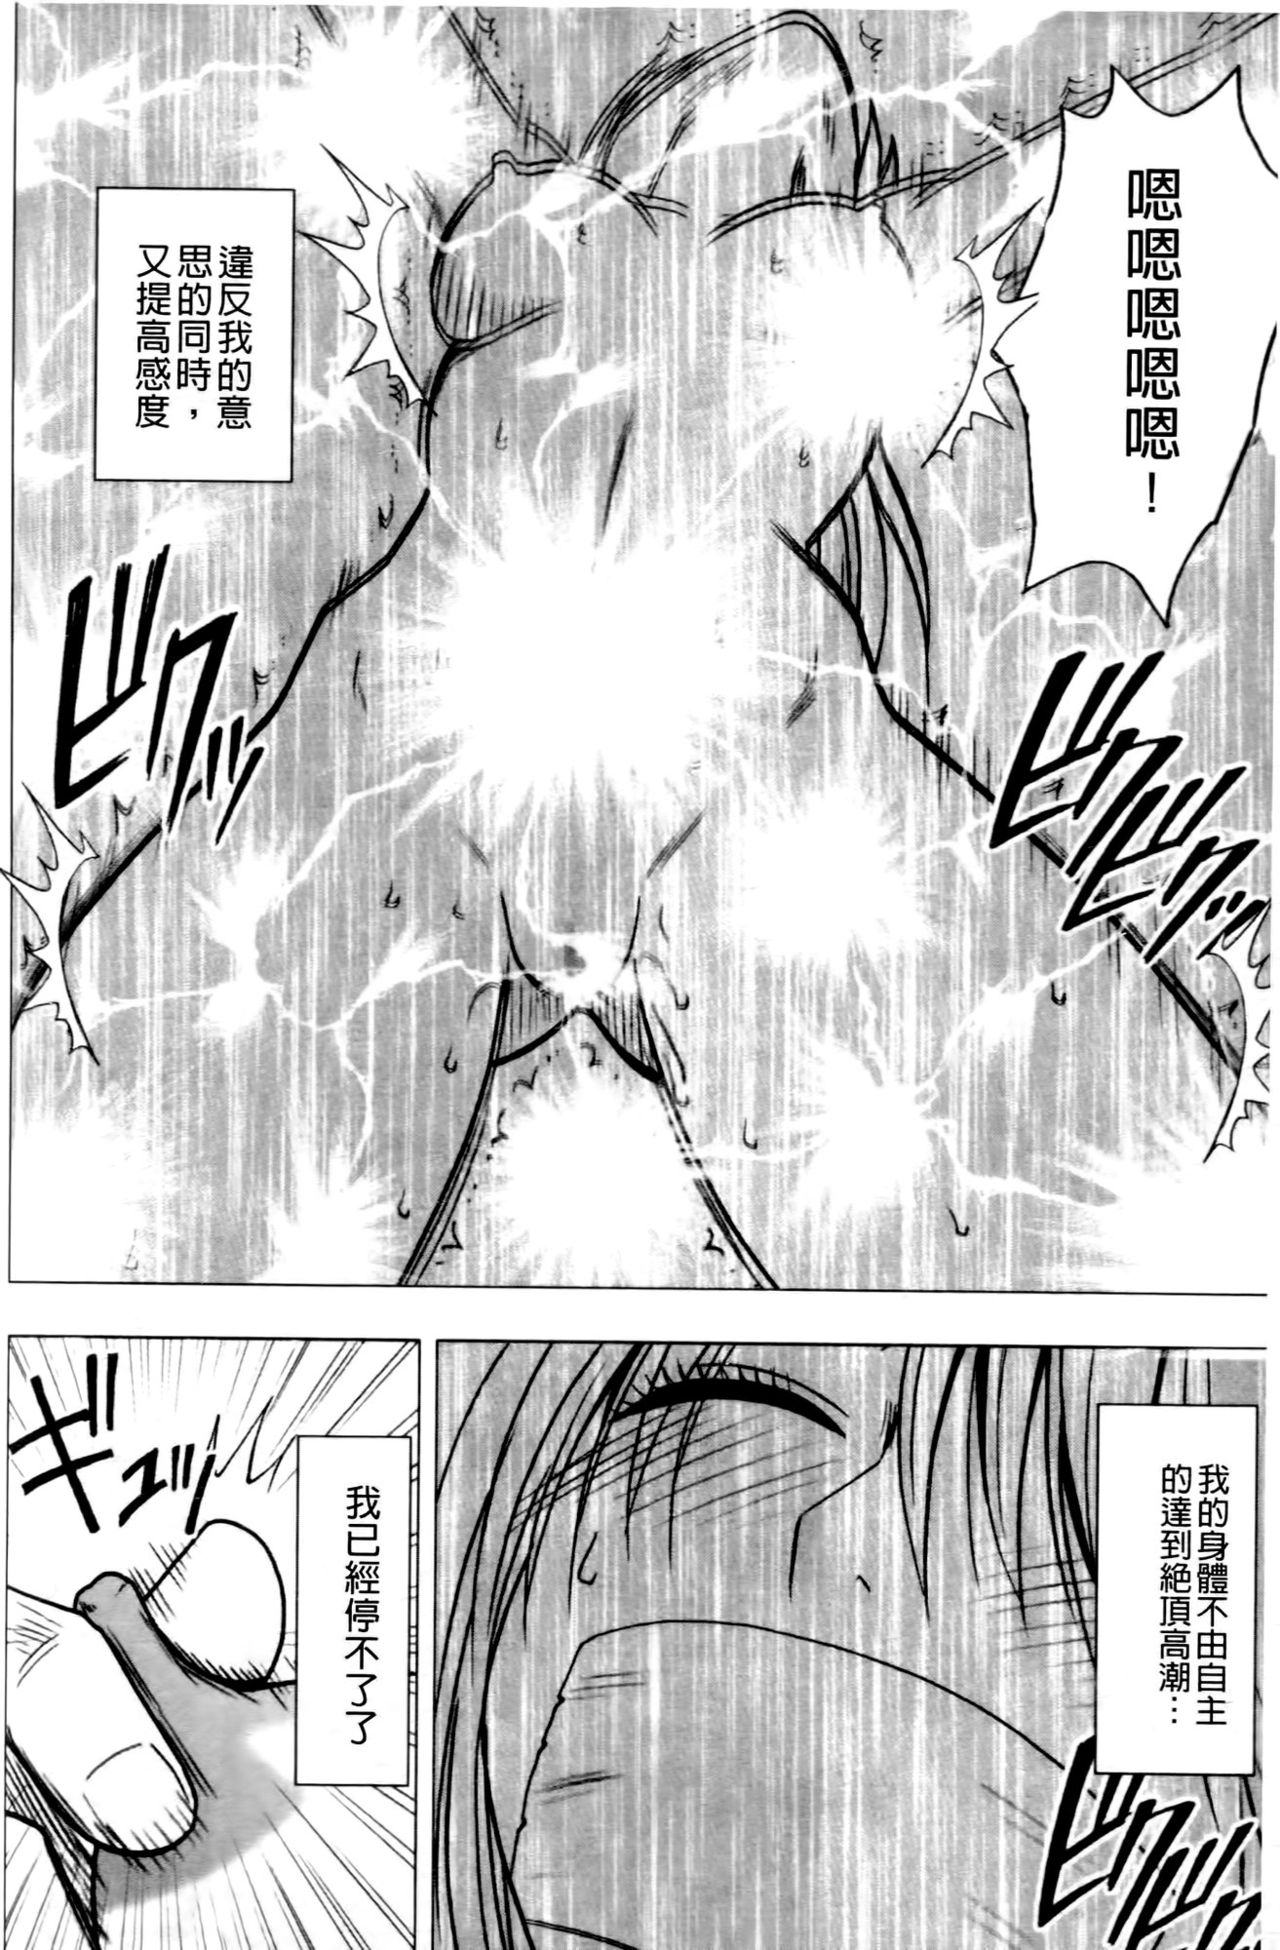 嗯嗯嗯嗯嗯！
違反我的意
思的同時，
又提高感度
ビクッ
ビクビクッ
我的身體不由自主
的達到絕頂高潮…
ビクッ
我已經停不了了
ギュッ